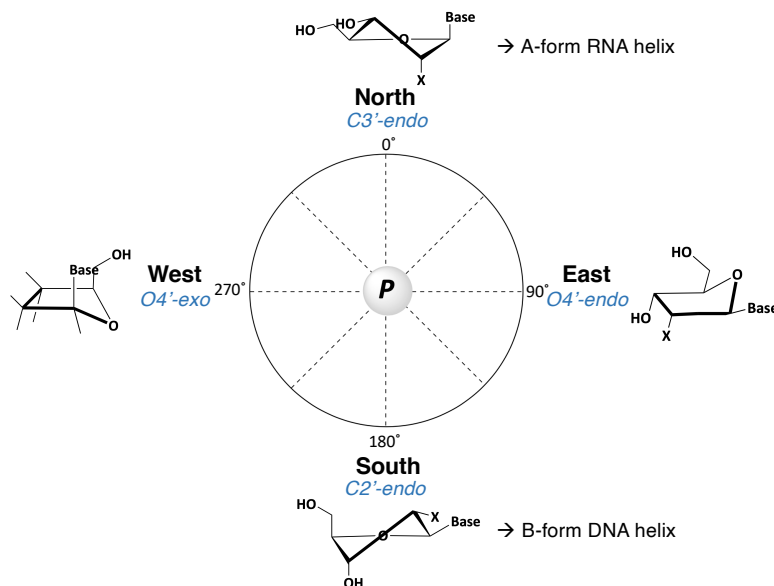 Base
HO
HO
O
→ A-form RNA helix
X
North
C3'-endo
0˚
OH
Base
O
West
O4'-exo
270˚
P
90˚
East
O4'-endo
HO
O
HO
Base
X
180˚
South
C2'-endo
HO
X
Base
O
→ B-form DNA helix
OH